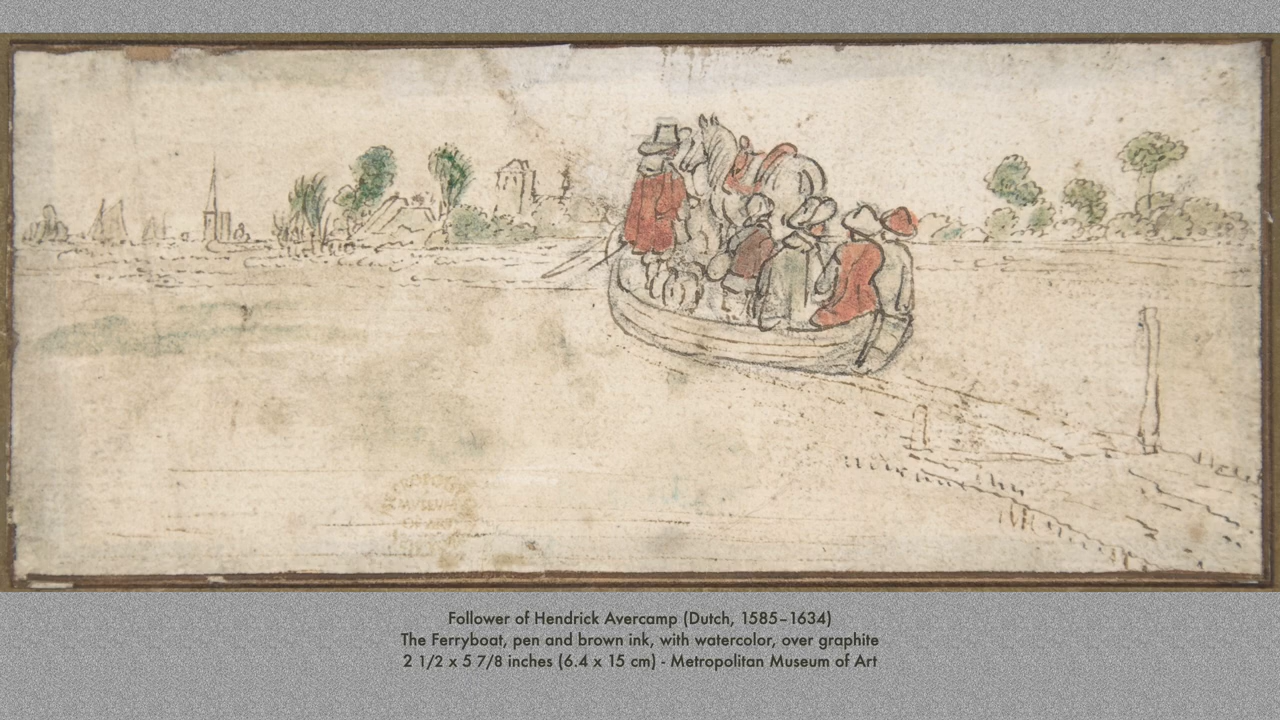 Follower of Hendrick Avercamp (Dutch, 1585–1634)
The Ferryboat, pen and brown ink, with watercolor, over graphite
2 1/2 x 5 7/8 inches (6.4 x 15 cm) - Metropolitan Museum of Art